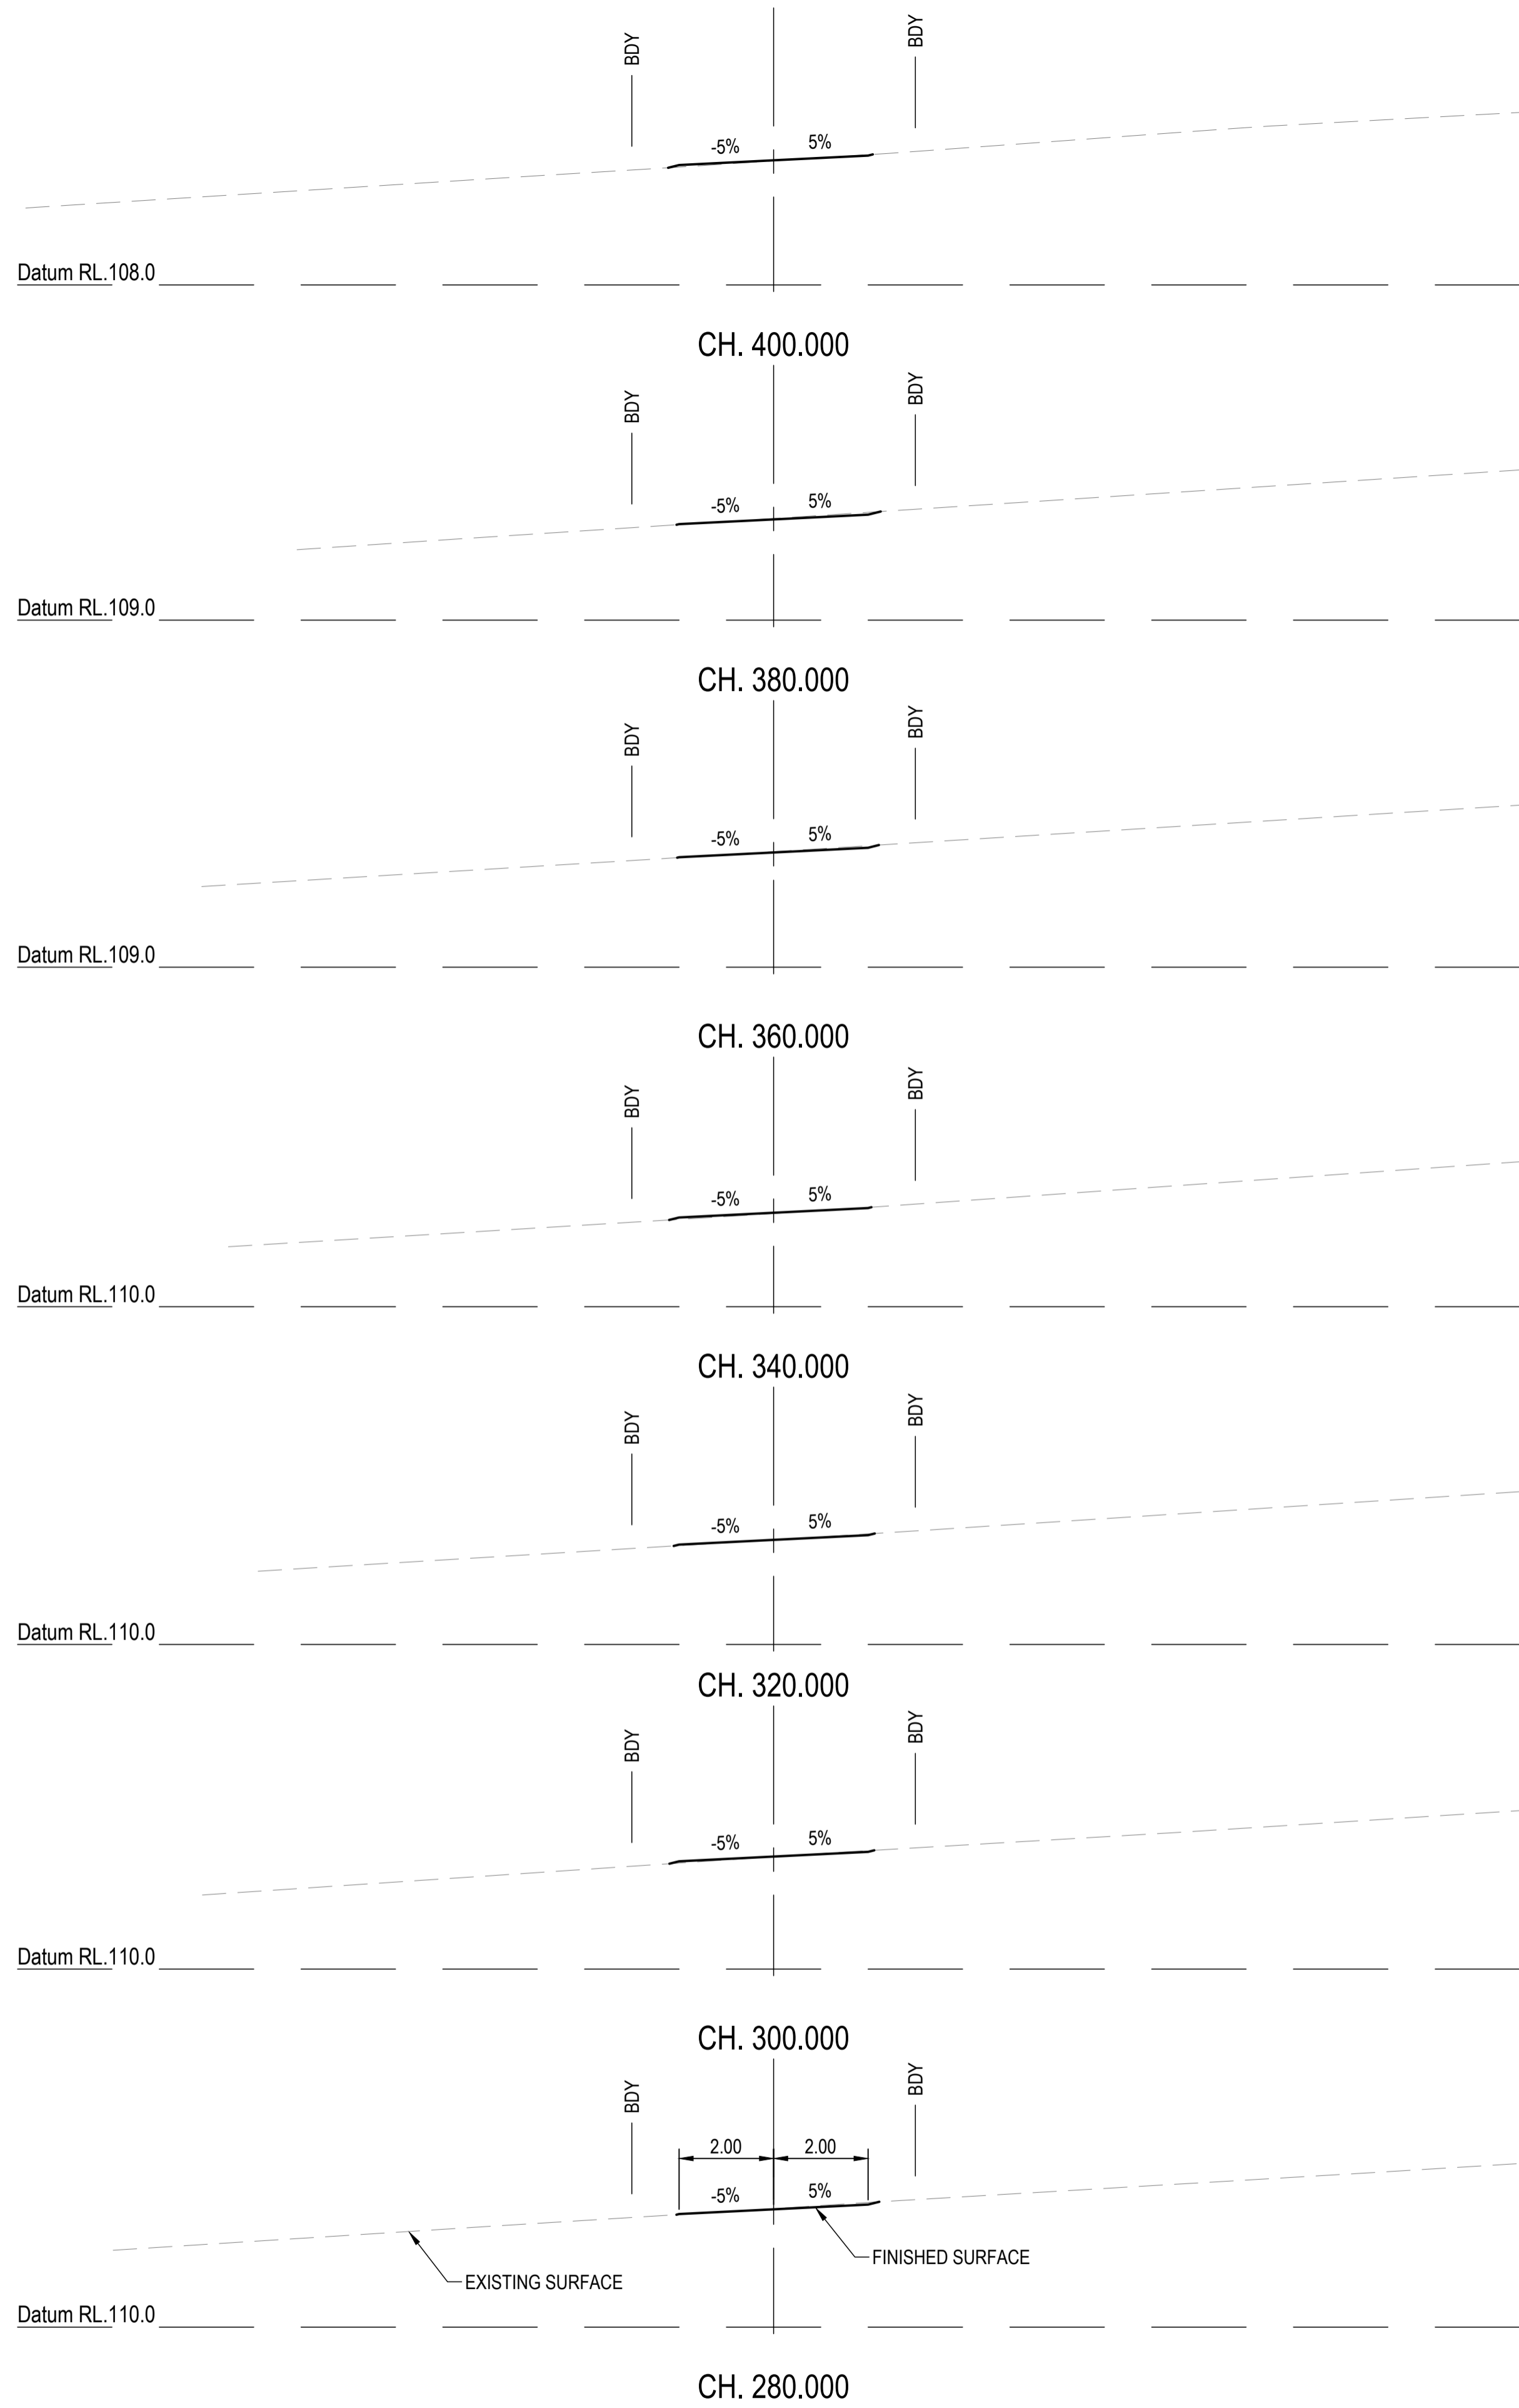 BDY
BDY
-5%
5%
Datum RL.108.0
CH. 400.000
BDY
BDY
-5%
5%
Datum RL.109.0
CH. 380.000
BDY
BDY
-5%
5%
Datum RL.109.0
CH. 360.000
BDY
BDY
-5%
5%
Datum RL.110.0
CH. 340.000
BDY
BDY
-5%
5%
Datum RL.110.0
CH. 320.000
BDY
BDY
-5%
5%
Datum RL.110.0
CH. 300.000
BDY
BDY
2.00
2.00
-5%
5%
FINISHED SURFACE
EXISTING SURFACE
Datum RL.110.0
CH. 280.000